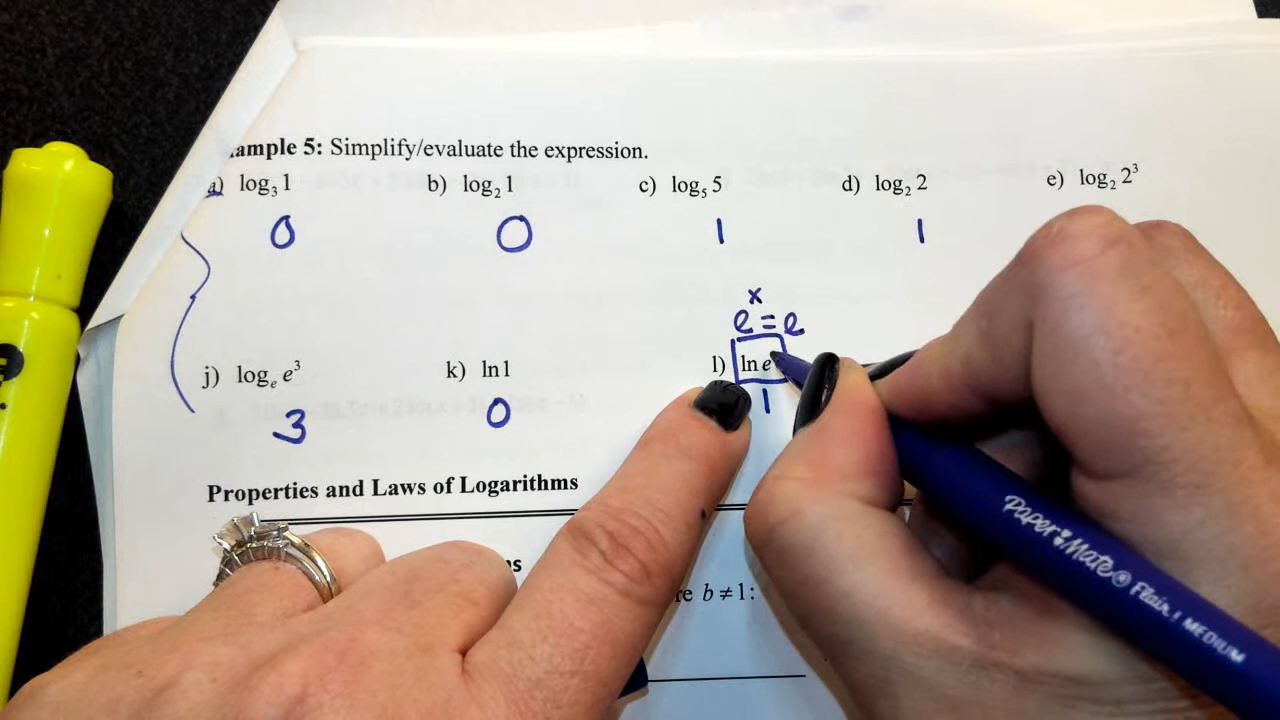 ample 5: Simplify/evaluate the expression.
a) log₃ 1 b) log₂ 1 c) log₅ 5 d) log₂ 2 e) log₂ 2³
0 0 1 1
x
e = e
j) logₑ e³ k) ln 1 l) ln e
3 0 1
Properties and Laws of Logarithms
ns
re b ≠ 1:
Paper Mate® Flair! MEDIUM